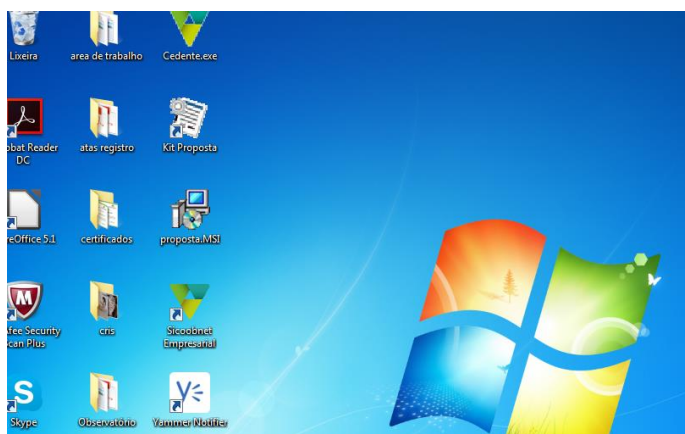 Lixeira
area de trabalho
Cedente.exe
obat Reader
DC
atas registro
Kit Proposta
reOffice 5.1
certificados
proposta.MSI
Afee Security
can Plus
cris
Sicoobnet
Empresarial
Skype
Observatório
Yammer Notifier